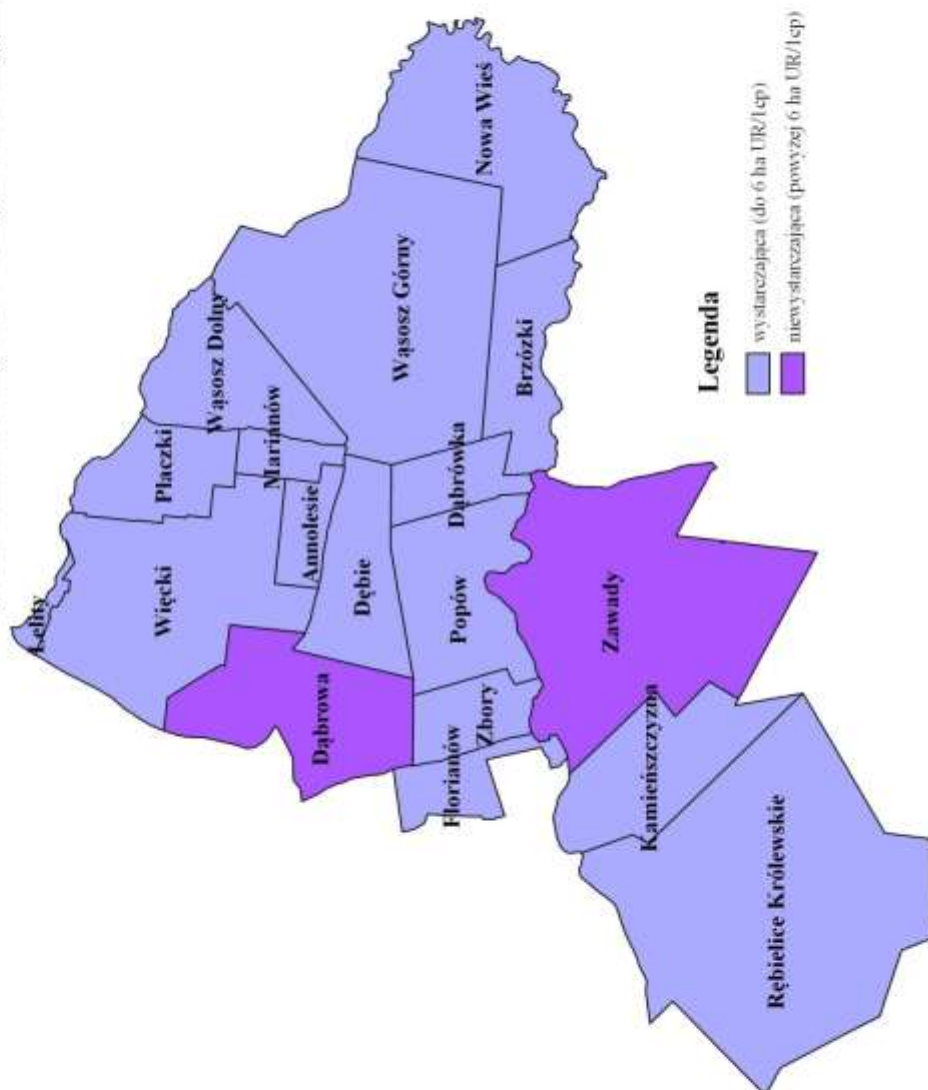 Lelity
Więcki
Płaczki
Wąsosz Dolny
Marianów
Annolesie
Dąbrowa
Dębie
Wąsosz Górny
Nowa Wieś
Florianów
Zbory
Popów
Dąbrówka
Brzózki
Zawady
Kamieńszczyzna
Rębielice Królewskie
Legenda
wystarczająca (do 6 ha UR/1cp)
niewystarczająca (powyżej 6 ha UR/1cp)